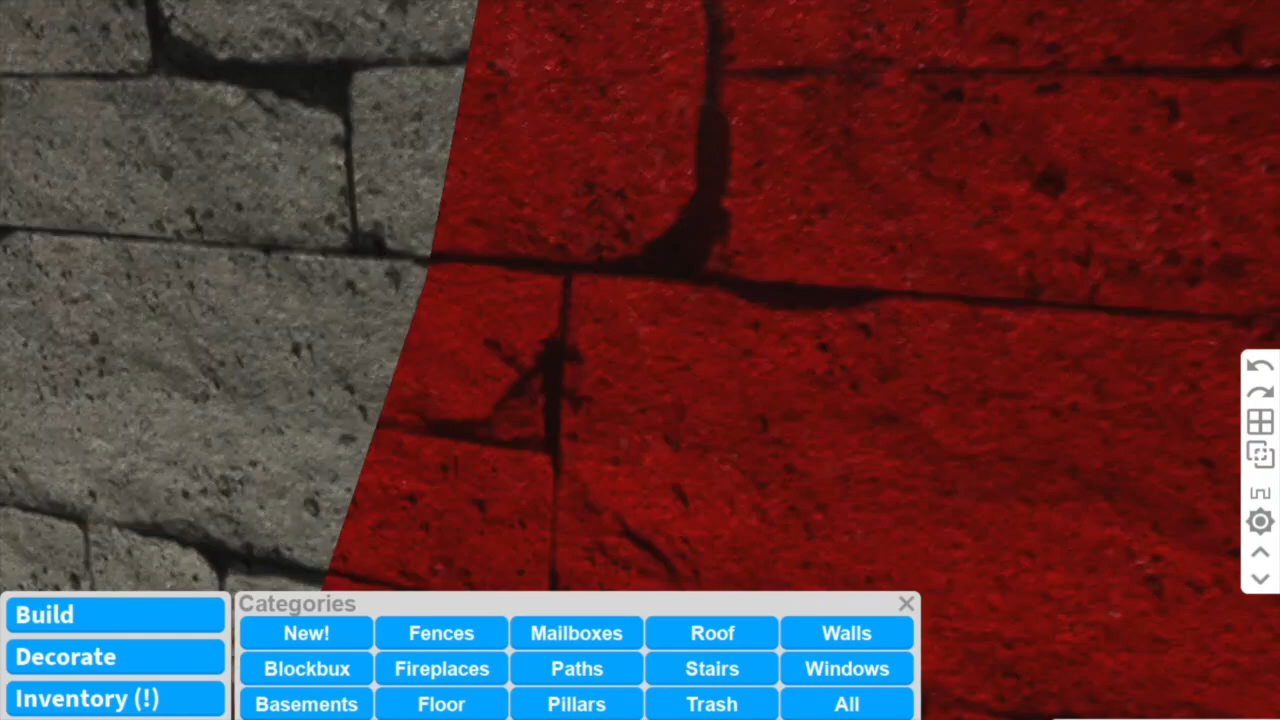 Build
Decorate
Inventory (!)
Categories
New! Fences Mailboxes Roof Walls
Blockbux Fireplaces Paths Stairs Windows
Basements Floor Pillars Trash All